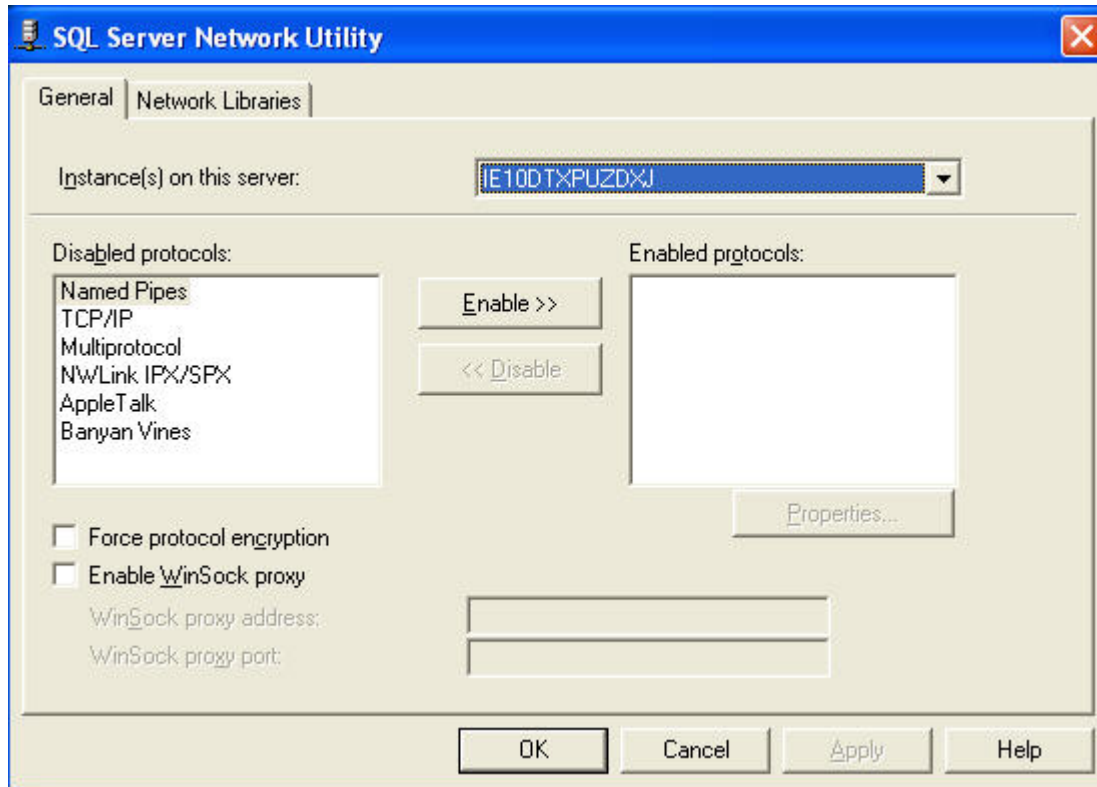 SQL Server Network Utility
General
Network Libraries
Instance(s) on this server:
IE10DTXPUZDXJ
Disabled protocols:
Enabled protocols:
Named Pipes
TCP/IP
Multiprotocol
NWLink IPX/SPX
AppleTalk
Banyan Vines
Enable >>
<< Disable
Properties...
Force protocol encryption
Enable WinSock proxy
WinSock proxy address:
WinSock proxy port:
OK
Cancel
Apply
Help